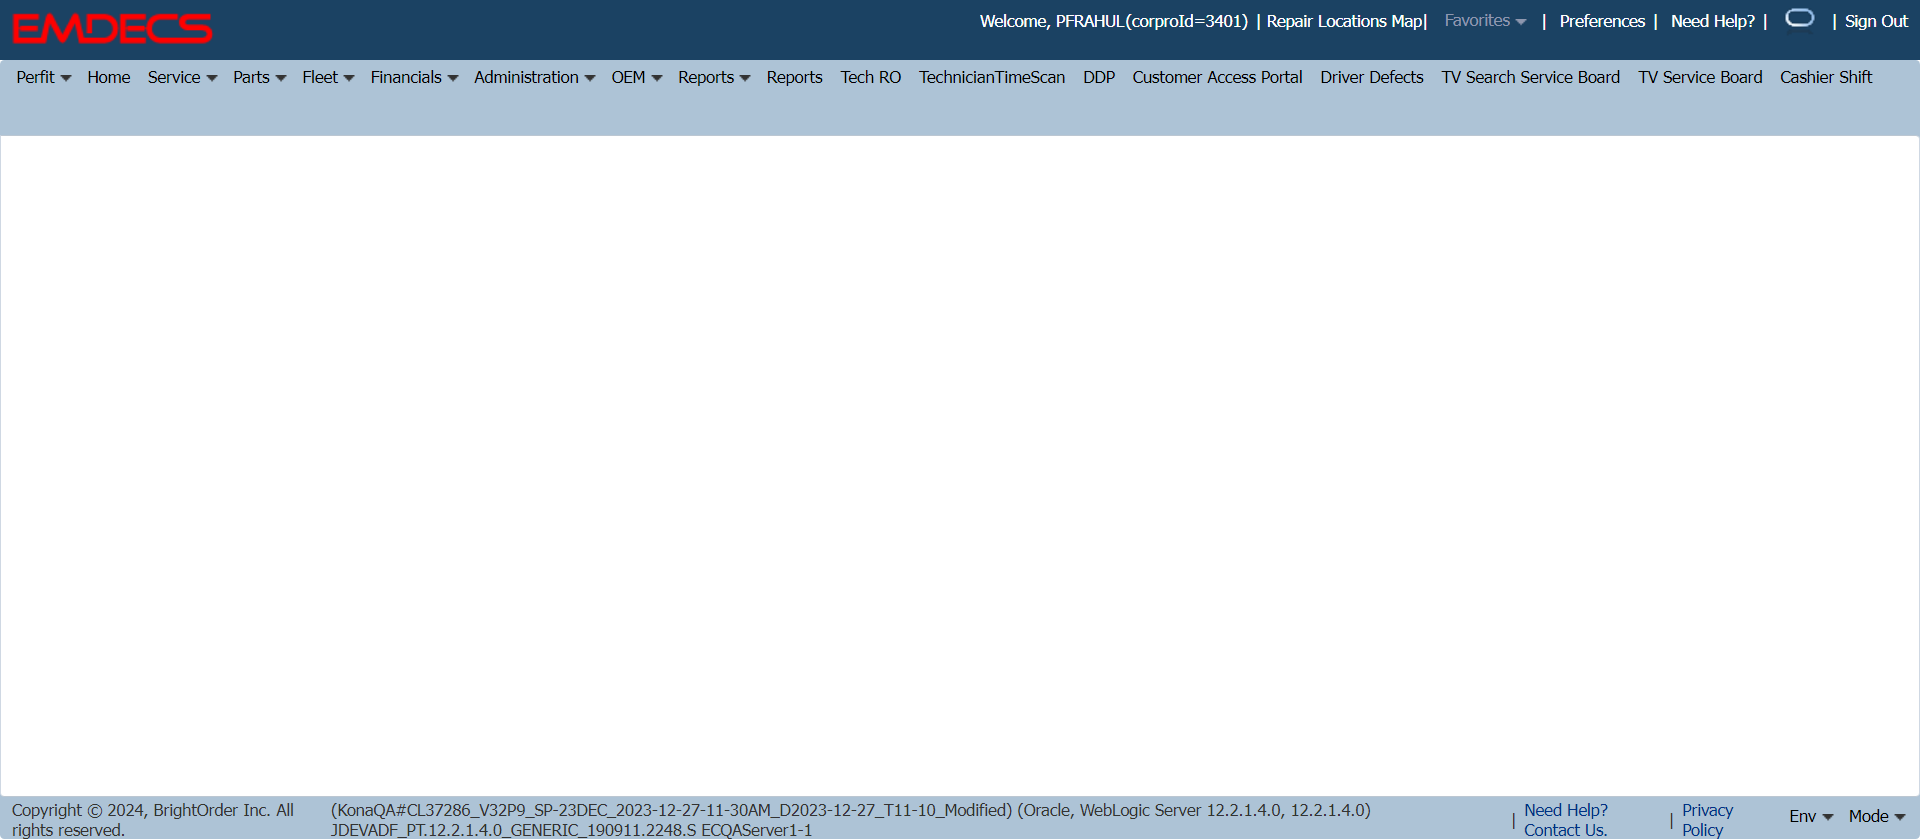 EMDECS
Welcome, PFRAHUL(corproId=3401) | Repair Locations Map| Favorites | Preferences | Need Help? | | Sign Out
Perfit Home Service Parts Fleet Financials Administration OEM Reports Reports Tech RO TechnicianTimeScan DDP Customer Access Portal Driver Defects TV Search Service Board TV Service Board Cashier Shift
Copyright © 2024, BrightOrder Inc. All
rights reserved.
(KonaQA#CL37286_V32P9_SP-23DEC_2023-12-27-11-30AM_D2023-12-27_T11-10_Modified) (Oracle, WebLogic Server 12.2.1.4.0, 12.2.1.4.0)
JDEVADF_PT.12.2.1.4.0_GENERIC_190911.2248.S ECQAServer1-1
| Need Help?
Contact Us.
| Privacy
Policy
Env Mode